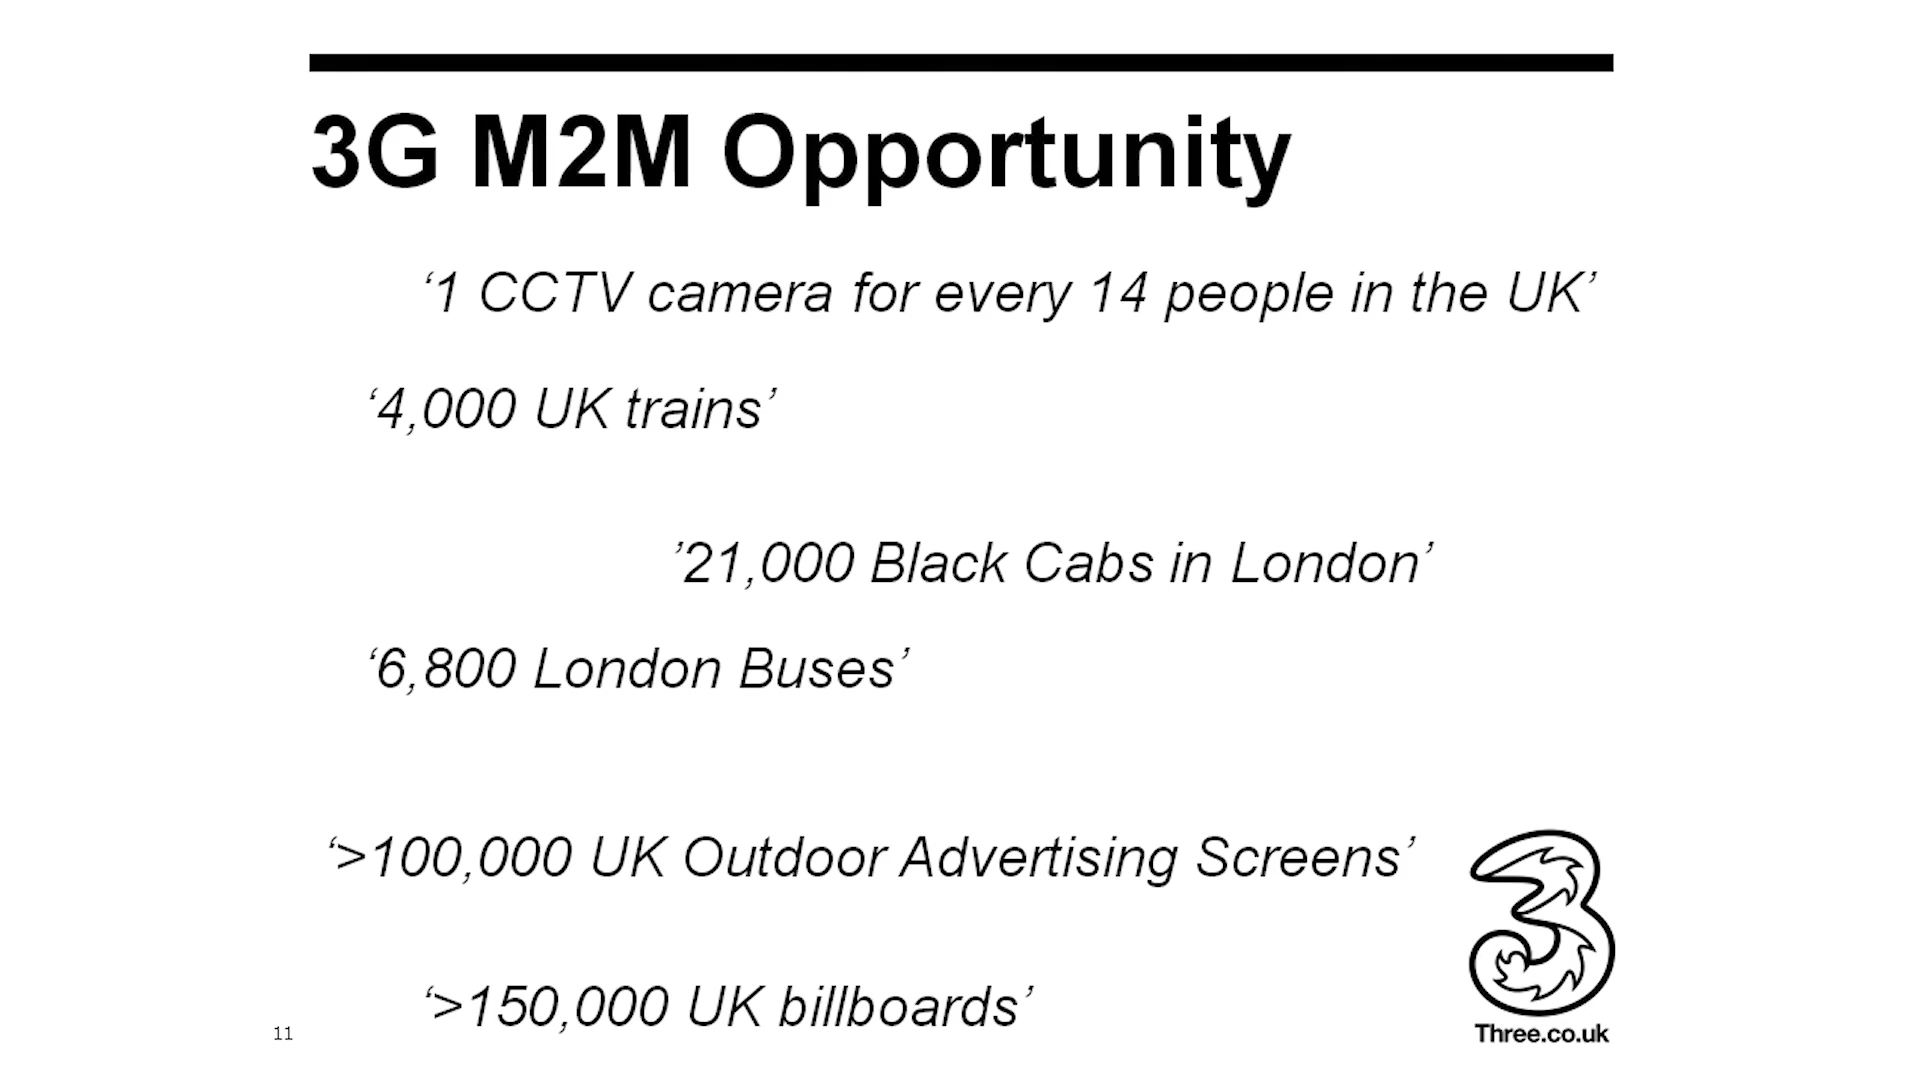 3G M2M Opportunity
‘1 CCTV camera for every 14 people in the UK’
‘4,000 UK trains’
’21,000 Black Cabs in London’
‘6,800 London Buses’
‘>100,000 UK Outdoor Advertising Screens’
‘>150,000 UK billboards’
11
3
Three.co.uk